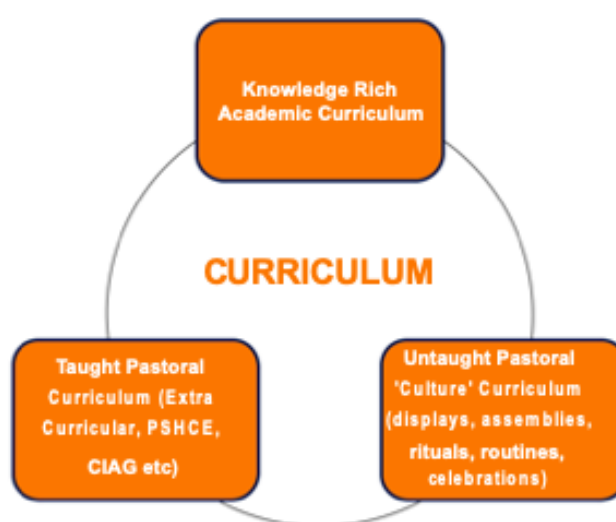 Knowledge Rich
Academic Curriculum
CURRICULUM
Taught Pastoral
Curriculum (Extra
Curricular, PSHCE,
CIAG etc)
Untaught Pastoral
'Culture' Curriculum
(displays, assemblies,
rituals, routines,
celebrations)